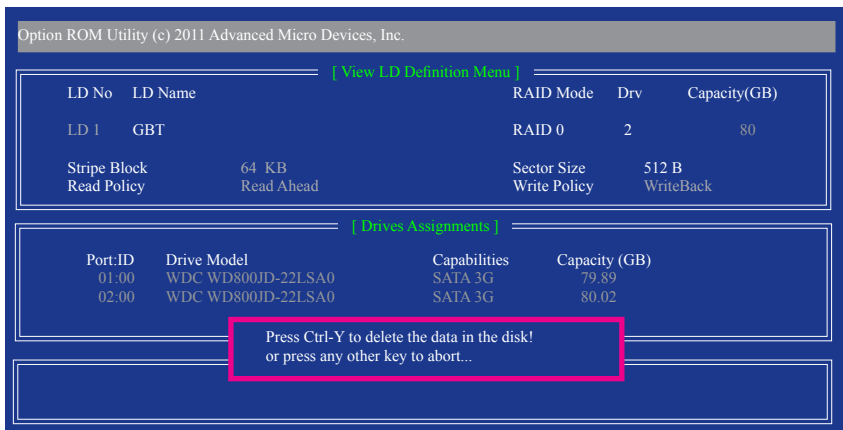 Option ROM Utility (c) 2011 Advanced Micro Devices, Inc.
[ View LD Definition Menu ]
LD No LD Name RAID Mode Drv Capacity(GB)
LD 1 GBT RAID 0 2 80
Stripe Block 64 KB Sector Size 512 B
Read Policy Read Ahead Write Policy WriteBack
[ Drives Assignments ]
Port:ID Drive Model Capabilities Capacity (GB)
01:00 WDC WD800JD-22LSA0 SATA 3G 79.89
02:00 WDC WD800JD-22LSA0 SATA 3G 80.02
Press Ctrl-Y to delete the data in the disk!
or press any other key to abort...